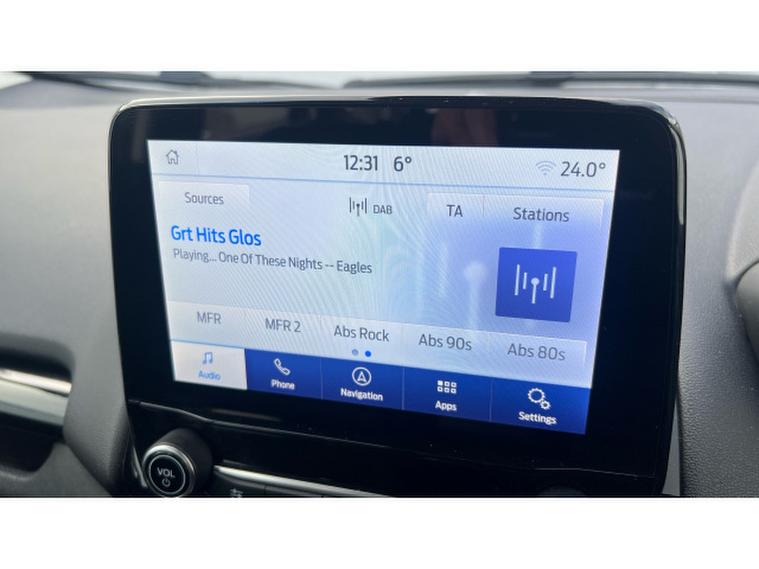 12:31 6° 24.0°
Sources DAB TA Stations
Grt Hits Glos
Playing... One Of These Nights -- Eagles
MFR MFR 2 Abs Rock Abs 90s Abs 80s
Audio Phone Navigation Apps Settings
VOL